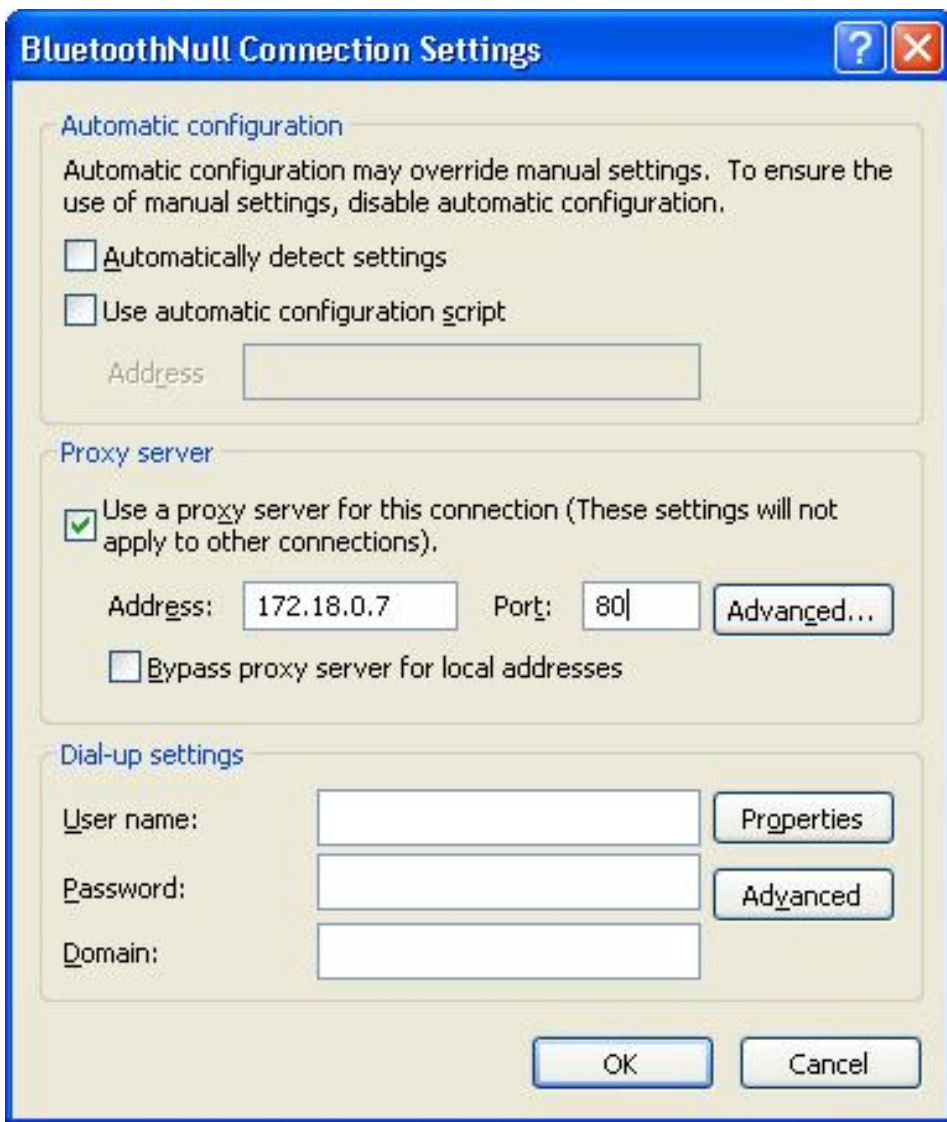 BluetoothNull Connection Settings
Automatic configuration
Automatic configuration may override manual settings.  To ensure the
use of manual settings, disable automatic configuration.
Automatically detect settings
Use automatic configuration script
Address
Proxy server
Use a proxy server for this connection (These settings will not
apply to other connections).
Address: 172.18.0.7 Port: 80 Advanced...
Bypass proxy server for local addresses
Dial-up settings
User name: Properties
Password: Advanced
Domain:
OK Cancel